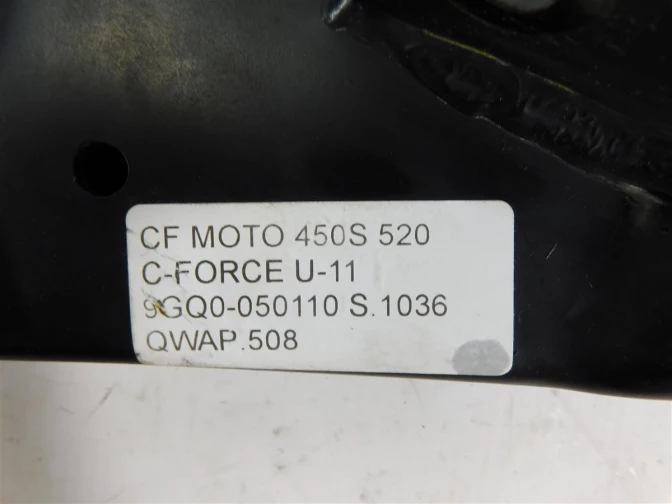 CF MOTO 450S 520
C-FORCE U-11
9GQ0-050110 S.1036
QWAP.508